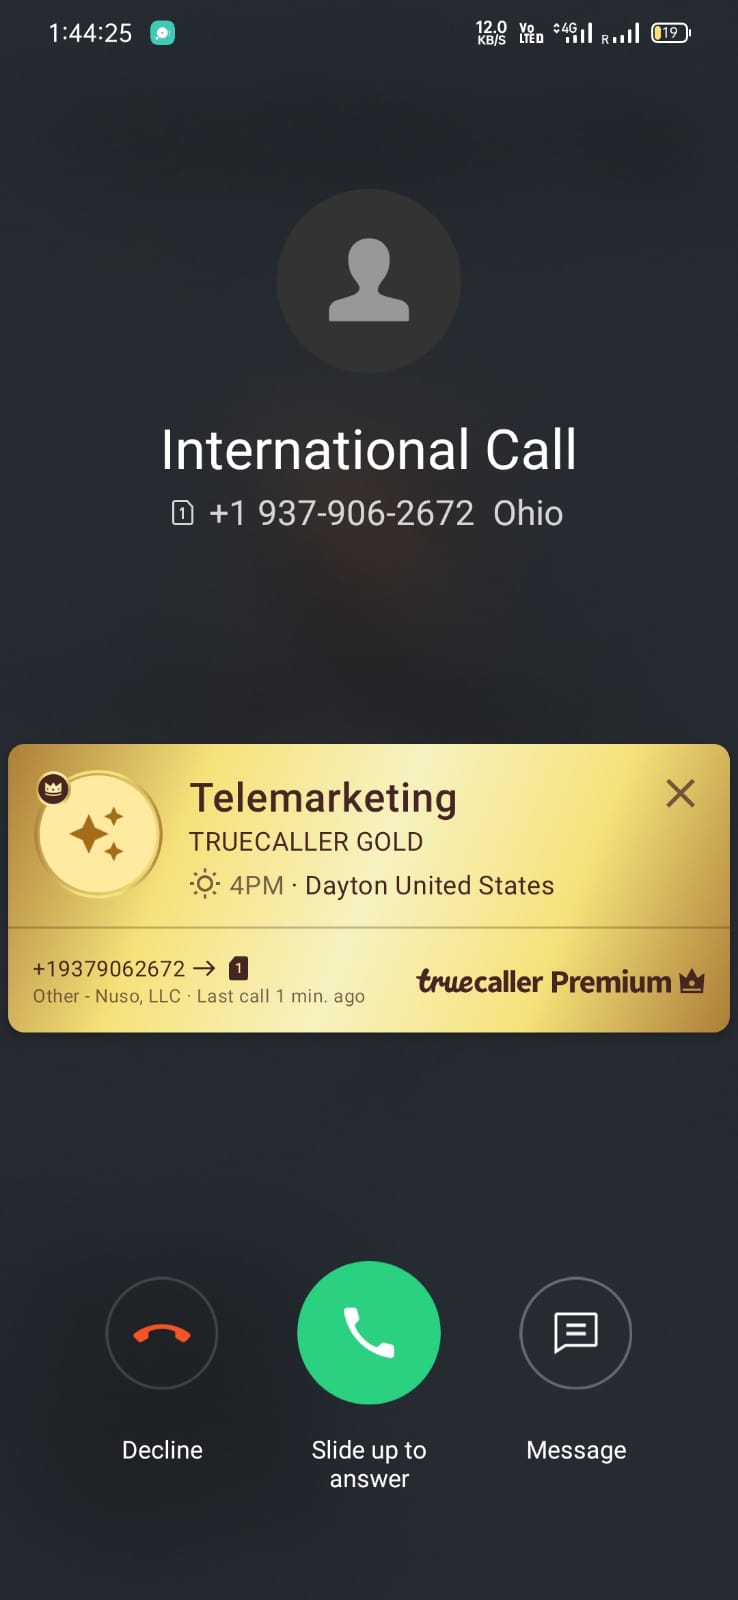 1:44:25 12.0 KB/S Vo LTED 4G R 19
International Call
1 +1 937-906-2672 Ohio
Telemarketing
TRUECALLER GOLD
4PM · Dayton United States
+19379062672 → 1
Other - Nuso, LLC · Last call 1 min. ago
truecaller Premium
Decline
Slide up to
answer
Message